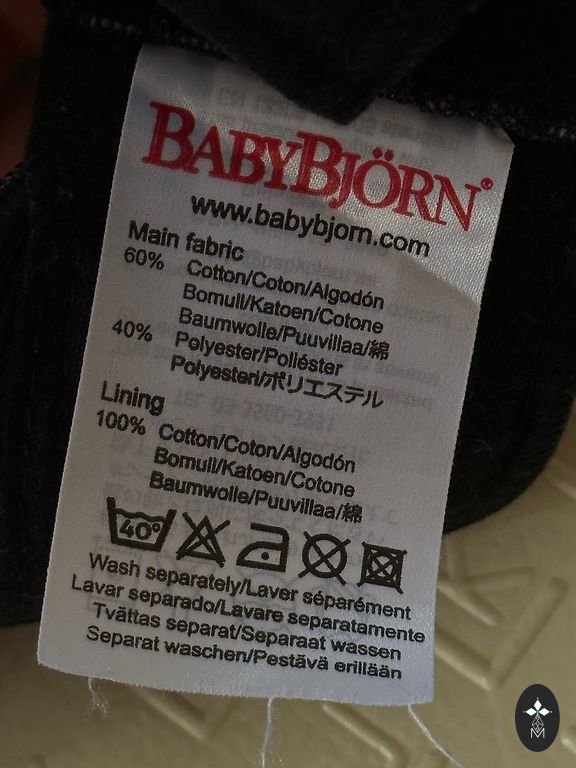 BABYBJÖRN®
www.babybjorn.com
Main fabric
60% Cotton/Coton/Algodón
Bomull/Katoen/Cotone
Baumwolle/Puuvillaa/綿
40% Polyester/Poliéster
Polyesteri/ポリエステル
Lining
100% Cotton/Coton/Algodón
Bomull/Katoen/Cotone
Baumwolle/Puuvillaa/綿
40°
Wash separately/Laver séparément
Lavar separado/Lavare separatamente
Tvättas separat/Separaat wassen
Separat waschen/Pestävä erillään
M